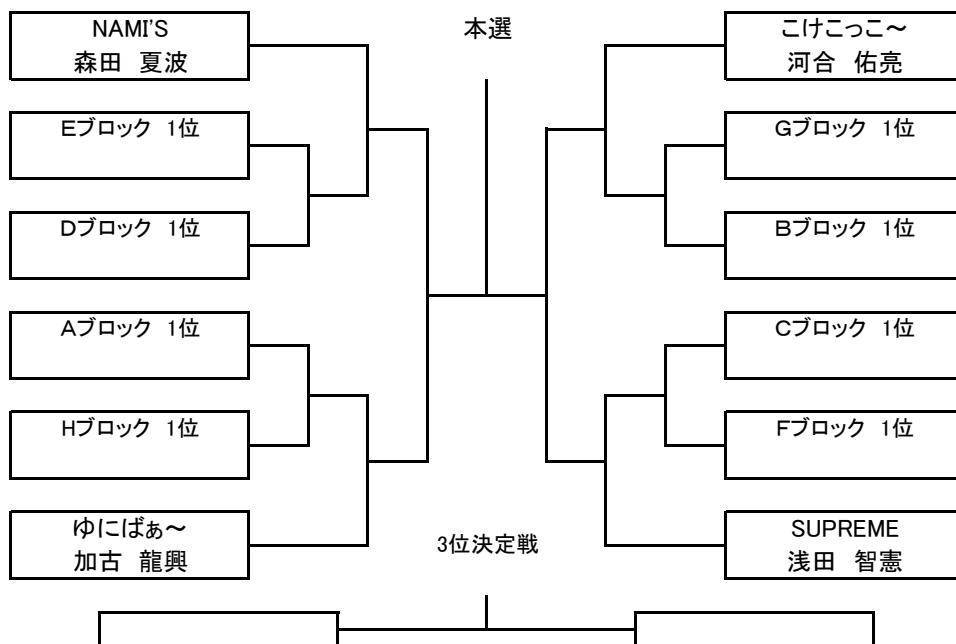 本選
NAMI'S
森田 夏波
Eブロック 1位
Dブロック 1位
Aブロック 1位
Hブロック 1位
ゆにばぁ～
加古 龍興
こけこっこ～
河合 佑亮
Gブロック 1位
Bブロック 1位
Cブロック 1位
Fブロック 1位
SUPREME
浅田 智憲
3位決定戦